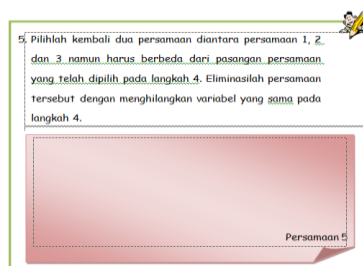 5. Pilihlah kembali dua persamaan diantara persamaan 1, 2
dan 3 namun harus berbeda dari pasangan persamaan
yang telah dipilih pada langkah 4. Eliminasilah persamaan
tersebut dengan menghilangkan variabel yang sama pada
langkah 4.
Persamaan 5